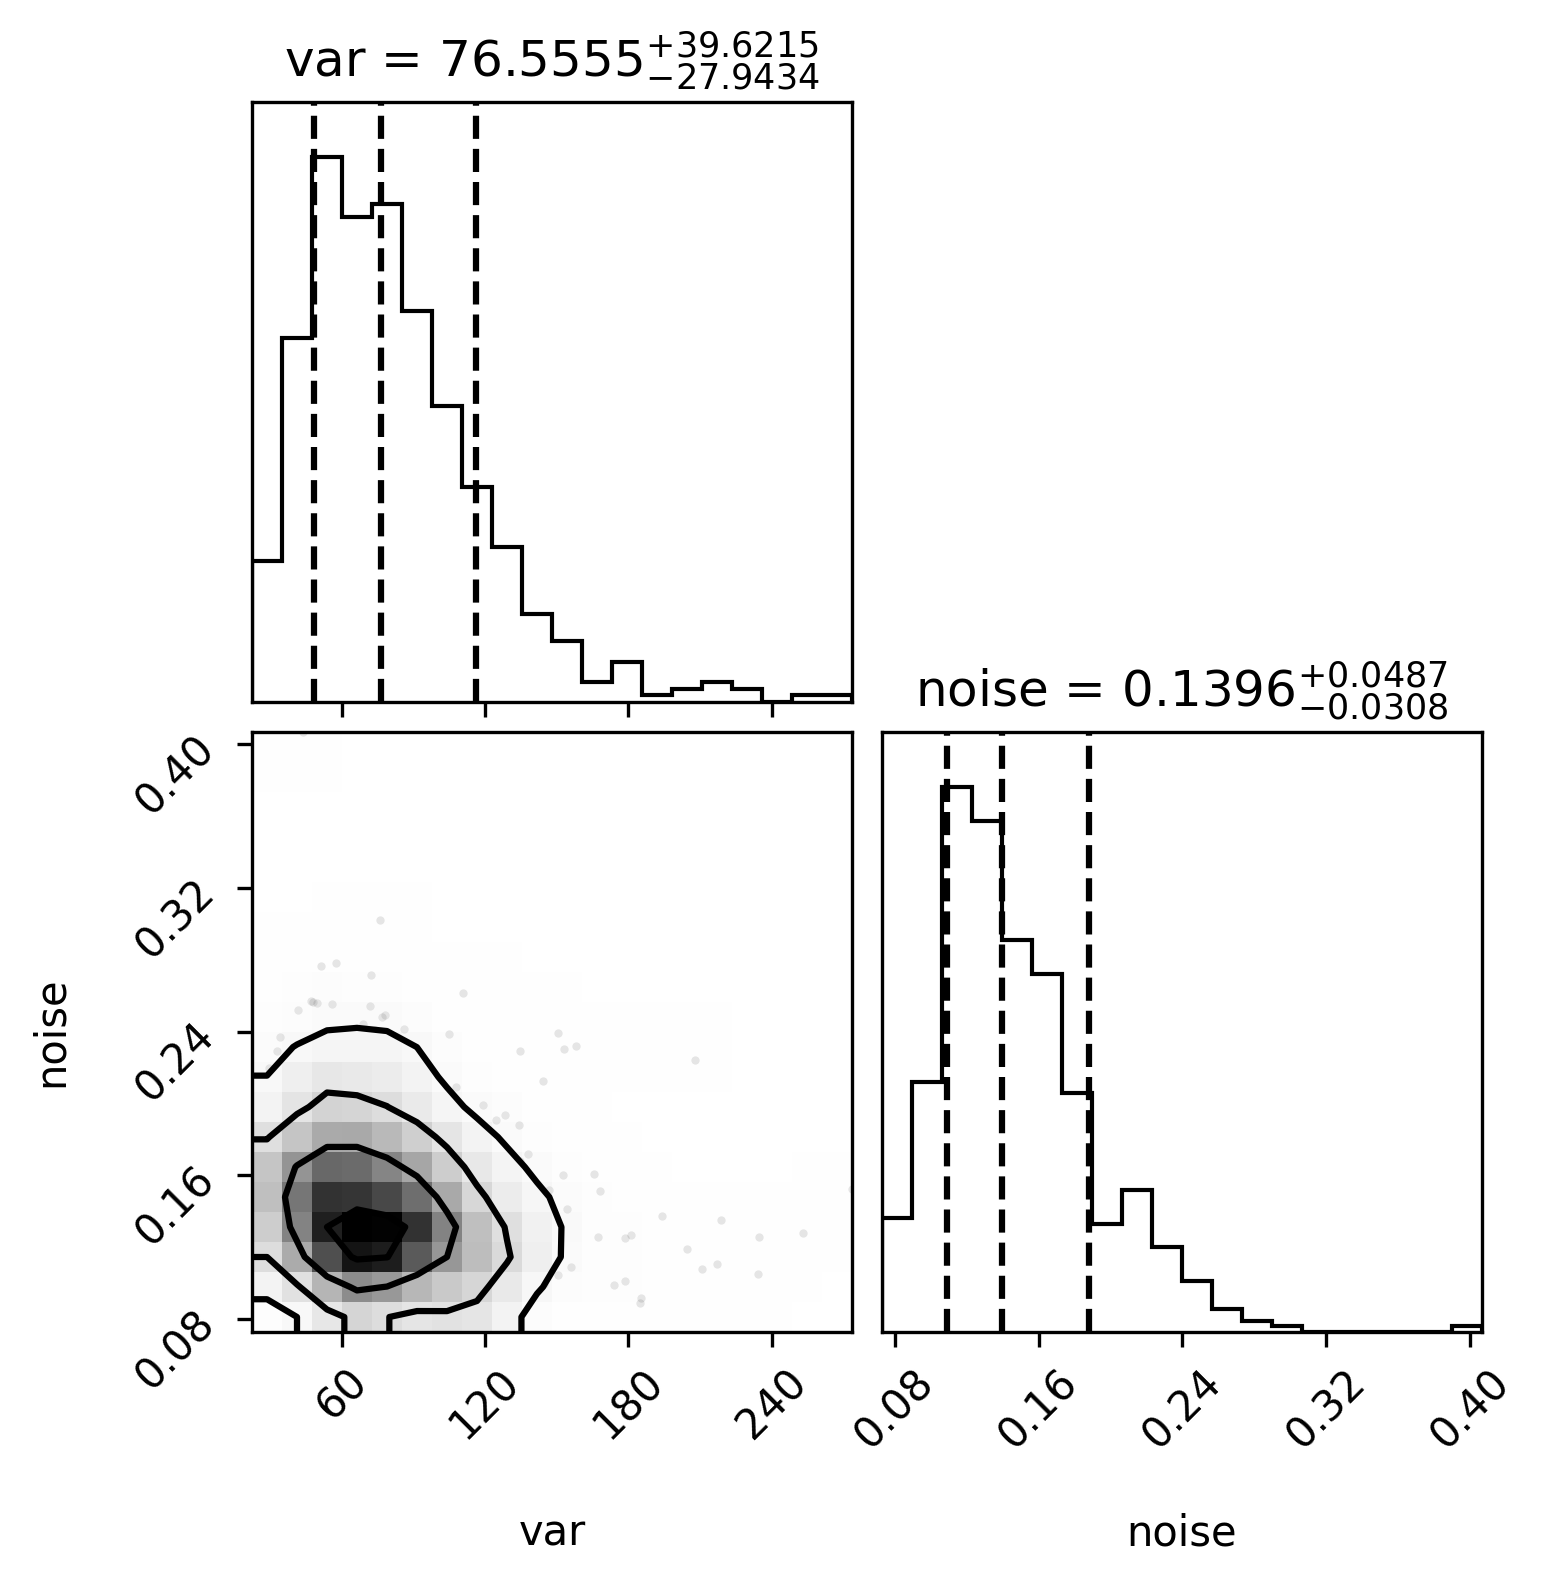 var = 76.5555+39.6215−27.9434
noise = 0.1396+0.0487−0.0308
0.40
0.32
0.24
0.16
0.08
noise
60 120 180 240
0.08 0.16 0.24 0.32 0.40
var
noise